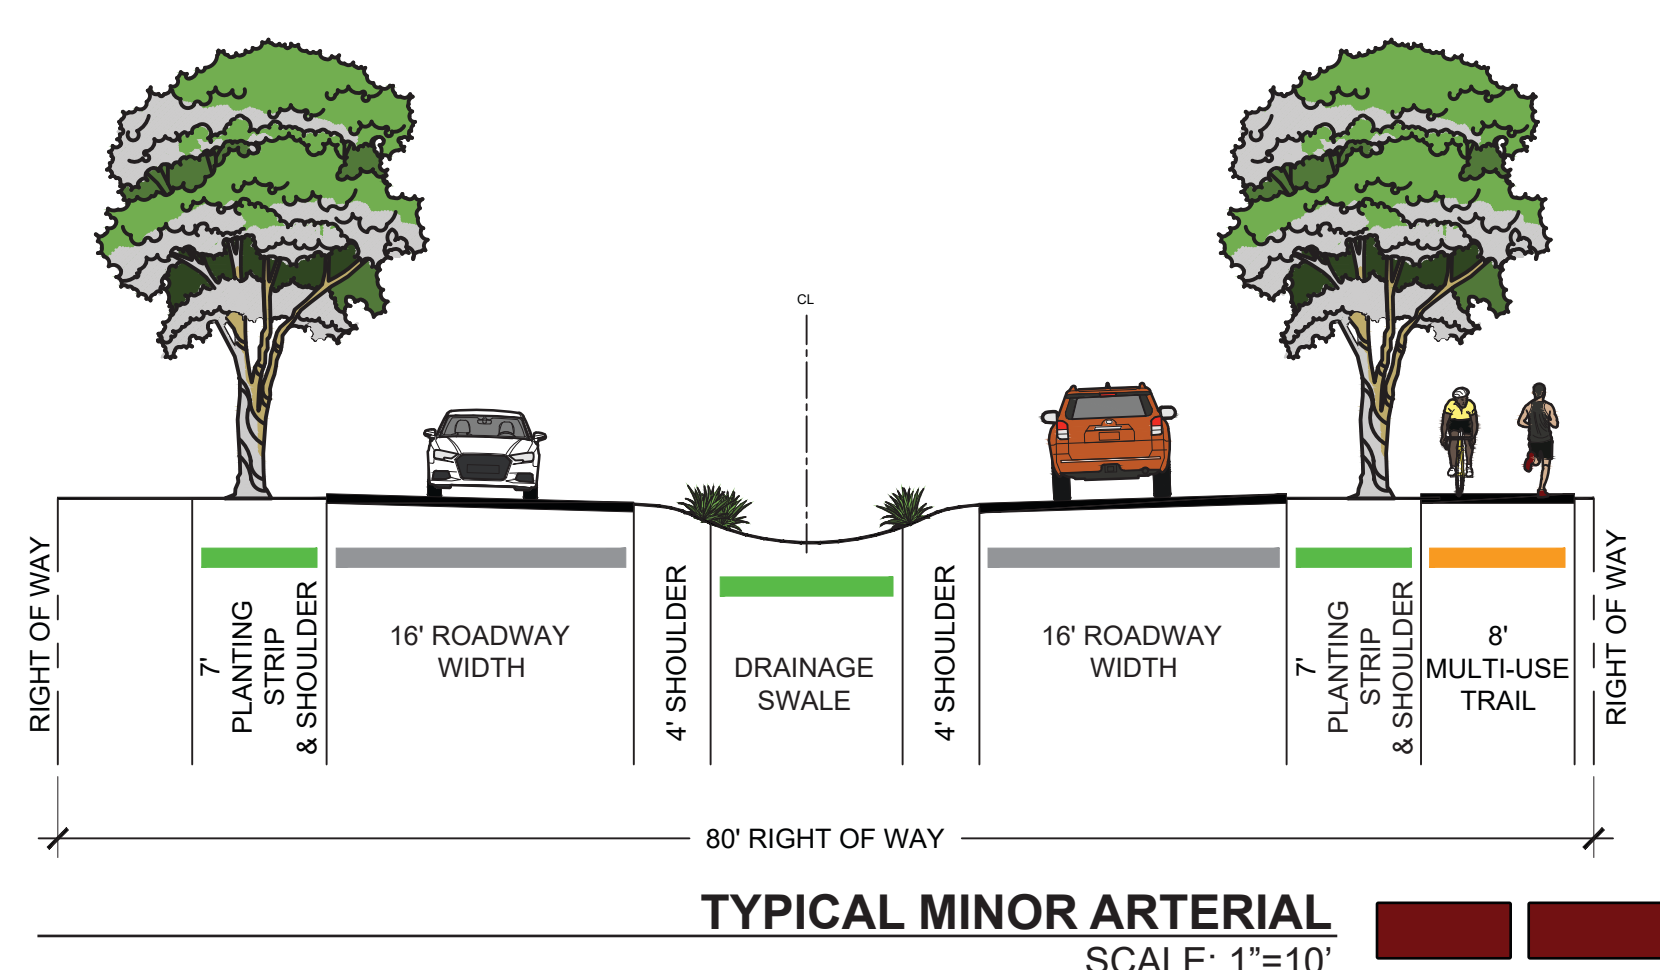 CL
RIGHT OF WAY
7'
PLANTING
STRIP
& SHOULDER
16' ROADWAY
WIDTH
4' SHOULDER
DRAINAGE
SWALE
4' SHOULDER
16' ROADWAY
WIDTH
7'
PLANTING
STRIP
& SHOULDER
8'
MULTI-USE
TRAIL
RIGHT OF WAY
80' RIGHT OF WAY
TYPICAL MINOR ARTERIAL
SCALE: 1”=10’